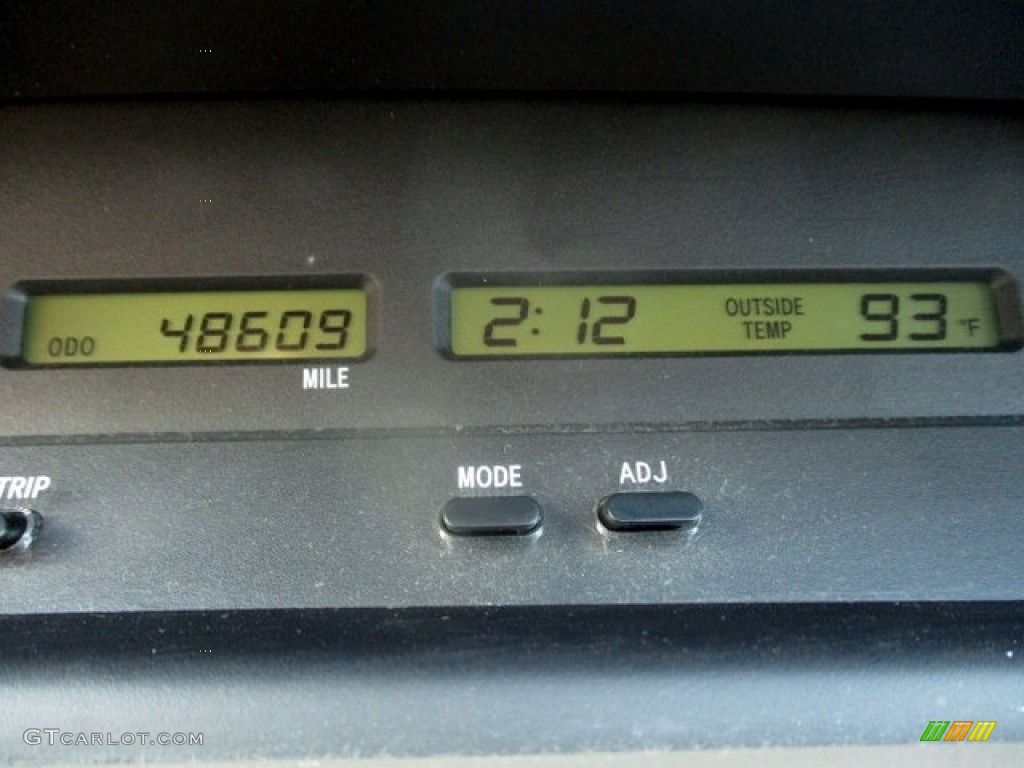 ODO 48609
MILE
2:12 OUTSIDE TEMP 93 °F
TRIP
MODE
ADJ
GTCARLOT.COM